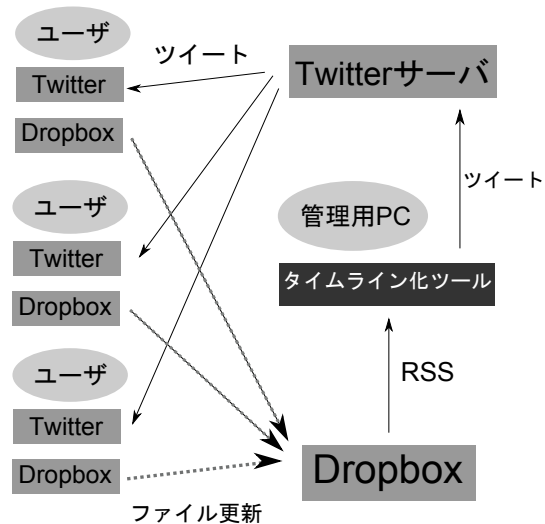 ユーザ
Twitter
Dropbox
ツイート
Twitterサーバ
ツイート
ユーザ
Twitter
Dropbox
管理用PC
タイムライン化ツール
RSS
ユーザ
Twitter
Dropbox
Dropbox
ファイル更新